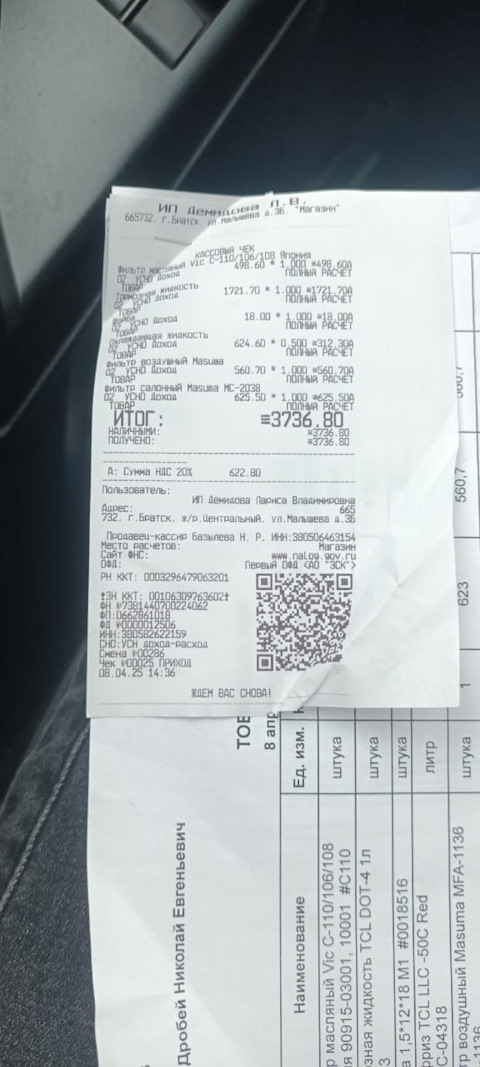 ИП Демидова Л.В.
665732. г.Братск. ул.Малышева д.3Б. "Магазин"
КАССОВЫЙ ЧЕК
Фильтр масляный Vic C-110/106/108 Япония
498.60 * 1.000 ≡498.60А
02 УСНО ДОХОД ПОЛНЫЙ РАСЧЕТ
ТОВАР
Тормозная жидкость
1721.70 * 1.000 ≡1721.70А
02 УСНО ДОХОД ПОЛНЫЙ РАСЧЕТ
ТОВАР
Шайба
18.00 * 1.000 ≡18.00А
02 УСНО ДОХОД ПОЛНЫЙ РАСЧЕТ
ТОВАР
Охлаждающая жидкость
624.60 * 0.500 ≡312.30А
02 УСНО ДОХОД ПОЛНЫЙ РАСЧЕТ
ТОВАР
Фильтр воздушный Masuma
560.70 * 1.000 ≡560.70А
02 УСНО ДОХОД ПОЛНЫЙ РАСЧЕТ
ТОВАР
Фильтр салонный Masuma MC-2038
625.50 * 1.000 ≡625.50А
02 УСНО ДОХОД ПОЛНЫЙ РАСЧЕТ
ТОВАР
ИТОГ: ≡3736.80
НАЛИЧНЫМИ: ≡3736.80
ПОЛУЧЕНО: ≡3736.80
А: Сумма НДС 20% 622.80
Пользователь:
ИП Демидова Лариса Владимировна
Адрес: 665
732. г.Братск. ж/р.Центральный. ул.Малышева д.3Б
Продавец-кассир Базылева Н. Р. ИНН:380506463154
Место расчетов: Магазин
Сайт ФНС: www.nalog.gov.ru
ОФД: Первый ОФД <АО "ЭСК">
РН ККТ: 0003296479063201
ЗН ККТ: 00106309763602
ФН №7381440700224062
ФП:0662861018
ФД №0000012506
ИНН:380582622159
СНО:УСН доход-расход
Смена №00286
Чек №00025 ПРИХОД
08.04.25 14:36
ЖДЕМ ВАС СНОВА!
ТОВ
8 апр
Дробей Николай Евгеньевич
Наименование Ед. изм.
р масляный Vic C-110/106/108
я 90915-03001, 10001 #C110 штука
зная жидкость TCL DOT-4 1л
3 штука
а 1,5*12*18 М1 #0018516 штука
рриз TCL LLC -50C Red
C-04318 литр
тр воздушный Masuma MFA-1136 штука 1 623 560,7